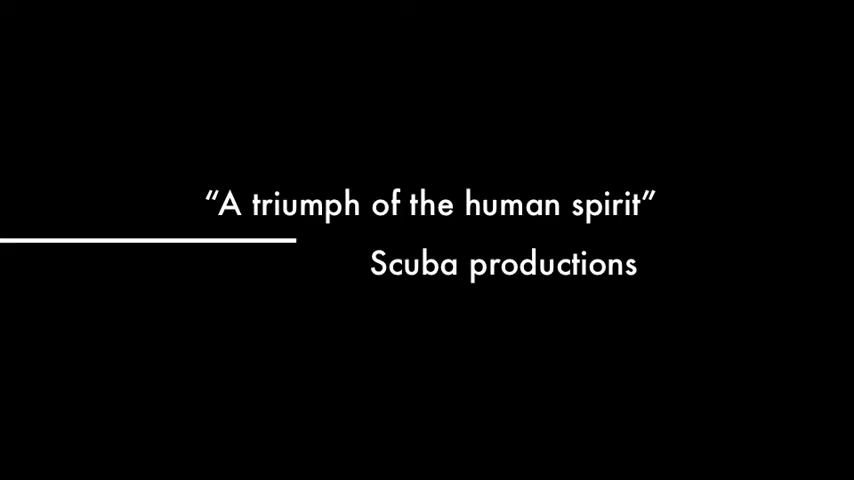 “A triumph of the human spirit”
Scuba productions